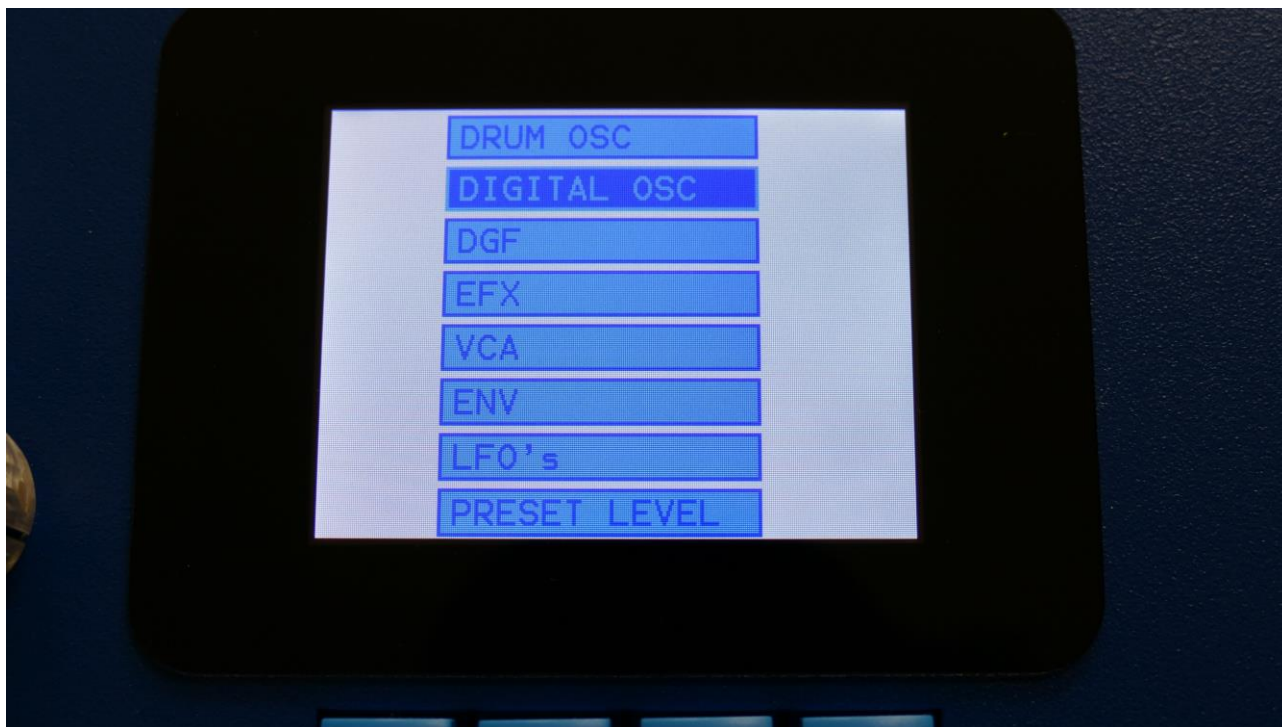 DRUM OSC
DIGITAL OSC
DGF
EFX
VCA
ENV
LFO's
PRESET LEVEL